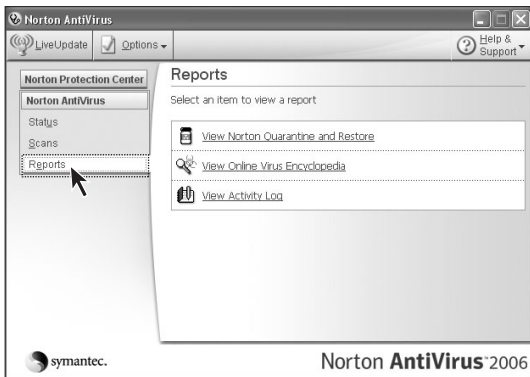 Norton AntiVirus
LiveUpdate
Options
Help &
Support
Norton Protection Center
Norton AntiVirus
Status
Scans
Reports
Reports
Select an item to view a report
View Norton Quarantine and Restore
View Online Virus Encyclopedia
View Activity Log
symantec.
Norton AntiVirus 2006